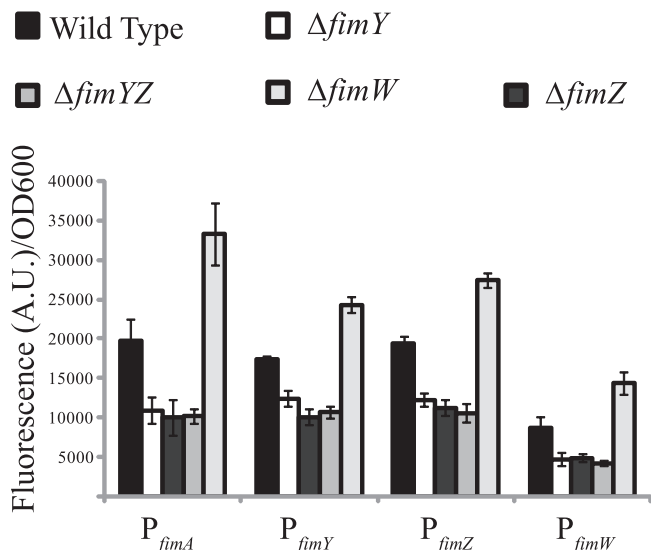 Wild Type
ΔfimY
ΔfimYZ
ΔfimW
ΔfimZ
Fluorescence (A.U.)/OD600
40000
35000
30000
25000
20000
15000
10000
5000
PfimA
PfimY
PfimZ
PfimW